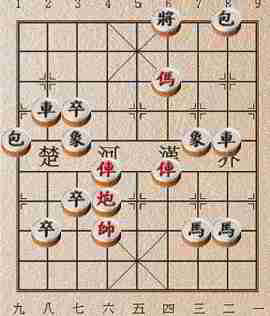 1 2 3 4 5 6 7 8 9
將 包
傌
車 卒
包 象 象 車
楚 河 漢 界
俥 俥
卒 炮
卒 帥 馬 馬
九 八 七 六 五 四 三 二 一